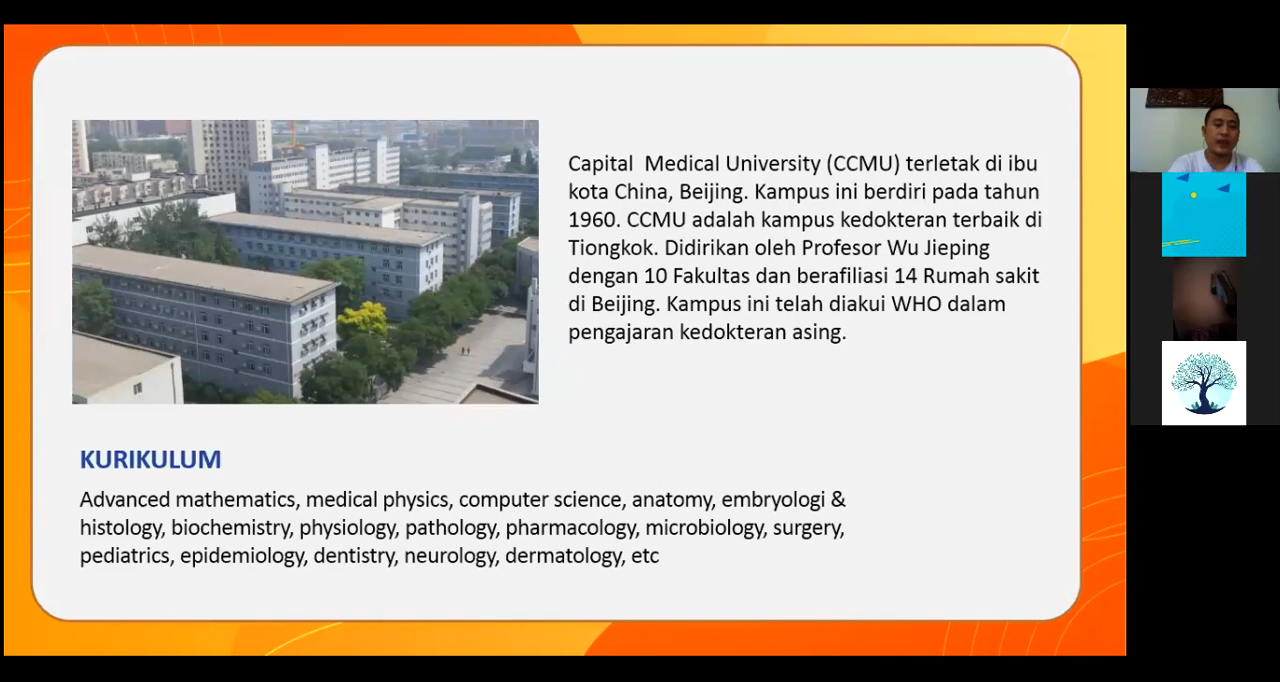 Capital  Medical University (CCMU) terletak di ibu
kota China, Beijing. Kampus ini berdiri pada tahun
1960. CCMU adalah kampus kedokteran terbaik di
Tiongkok. Didirikan oleh Profesor Wu Jieping
dengan 10 Fakultas dan berafiliasi 14 Rumah sakit
di Beijing. Kampus ini telah diakui WHO dalam
pengajaran kedokteran asing.
KURIKULUM
Advanced mathematics, medical physics, computer science, anatomy, embryologi &
histology, biochemistry, physiology, pathology, pharmacology, microbiology, surgery,
pediatrics, epidemiology, dentistry, neurology, dermatology, etc